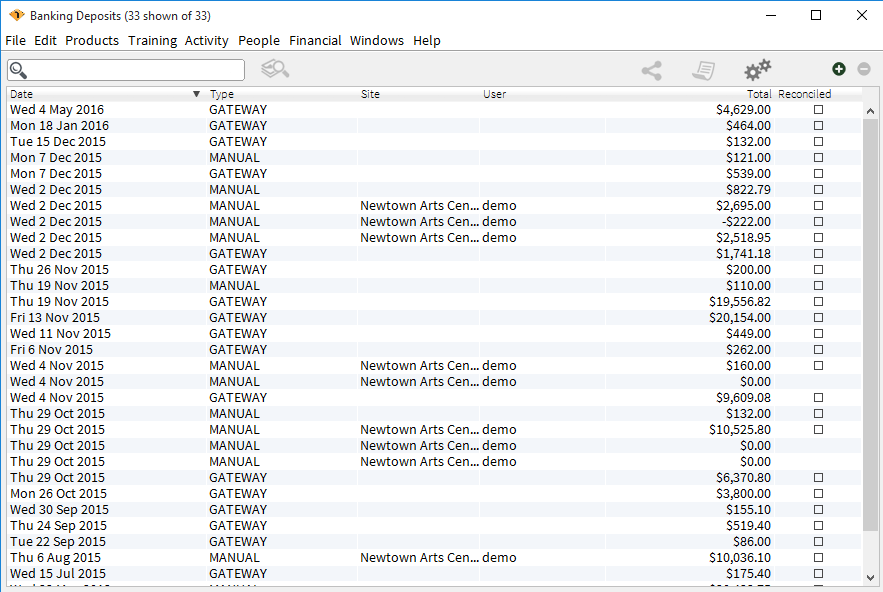 Banking Deposits (33 shown of 33)
File Edit Products Training Activity People Financial Windows Help
Date Type Site User Total Reconciled
Wed 4 May 2016 GATEWAY $4,629.00
Mon 18 Jan 2016 GATEWAY $464.00
Tue 15 Dec 2015 GATEWAY $132.00
Mon 7 Dec 2015 MANUAL $121.00
Mon 7 Dec 2015 GATEWAY $539.00
Wed 2 Dec 2015 MANUAL $822.79
Wed 2 Dec 2015 MANUAL Newtown Arts Cen... demo $2,695.00
Wed 2 Dec 2015 MANUAL Newtown Arts Cen... demo -$222.00
Wed 2 Dec 2015 MANUAL Newtown Arts Cen... demo $2,518.95
Wed 2 Dec 2015 GATEWAY $1,741.18
Thu 26 Nov 2015 GATEWAY $200.00
Thu 19 Nov 2015 MANUAL $110.00
Thu 19 Nov 2015 GATEWAY $19,556.82
Fri 13 Nov 2015 GATEWAY $20,154.00
Wed 11 Nov 2015 GATEWAY $449.00
Fri 6 Nov 2015 GATEWAY $262.00
Wed 4 Nov 2015 MANUAL Newtown Arts Cen... demo $160.00
Wed 4 Nov 2015 MANUAL Newtown Arts Cen... demo $0.00
Wed 4 Nov 2015 GATEWAY $9,609.08
Thu 29 Oct 2015 MANUAL $132.00
Thu 29 Oct 2015 MANUAL Newtown Arts Cen... demo $10,525.80
Thu 29 Oct 2015 MANUAL Newtown Arts Cen... demo $0.00
Thu 29 Oct 2015 MANUAL Newtown Arts Cen... demo $0.00
Thu 29 Oct 2015 GATEWAY $6,370.80
Mon 26 Oct 2015 GATEWAY $3,800.00
Wed 30 Sep 2015 GATEWAY $155.10
Thu 24 Sep 2015 GATEWAY $519.40
Tue 22 Sep 2015 GATEWAY $86.00
Thu 6 Aug 2015 MANUAL Newtown Arts Cen... demo $10,036.10
Wed 15 Jul 2015 GATEWAY $175.40